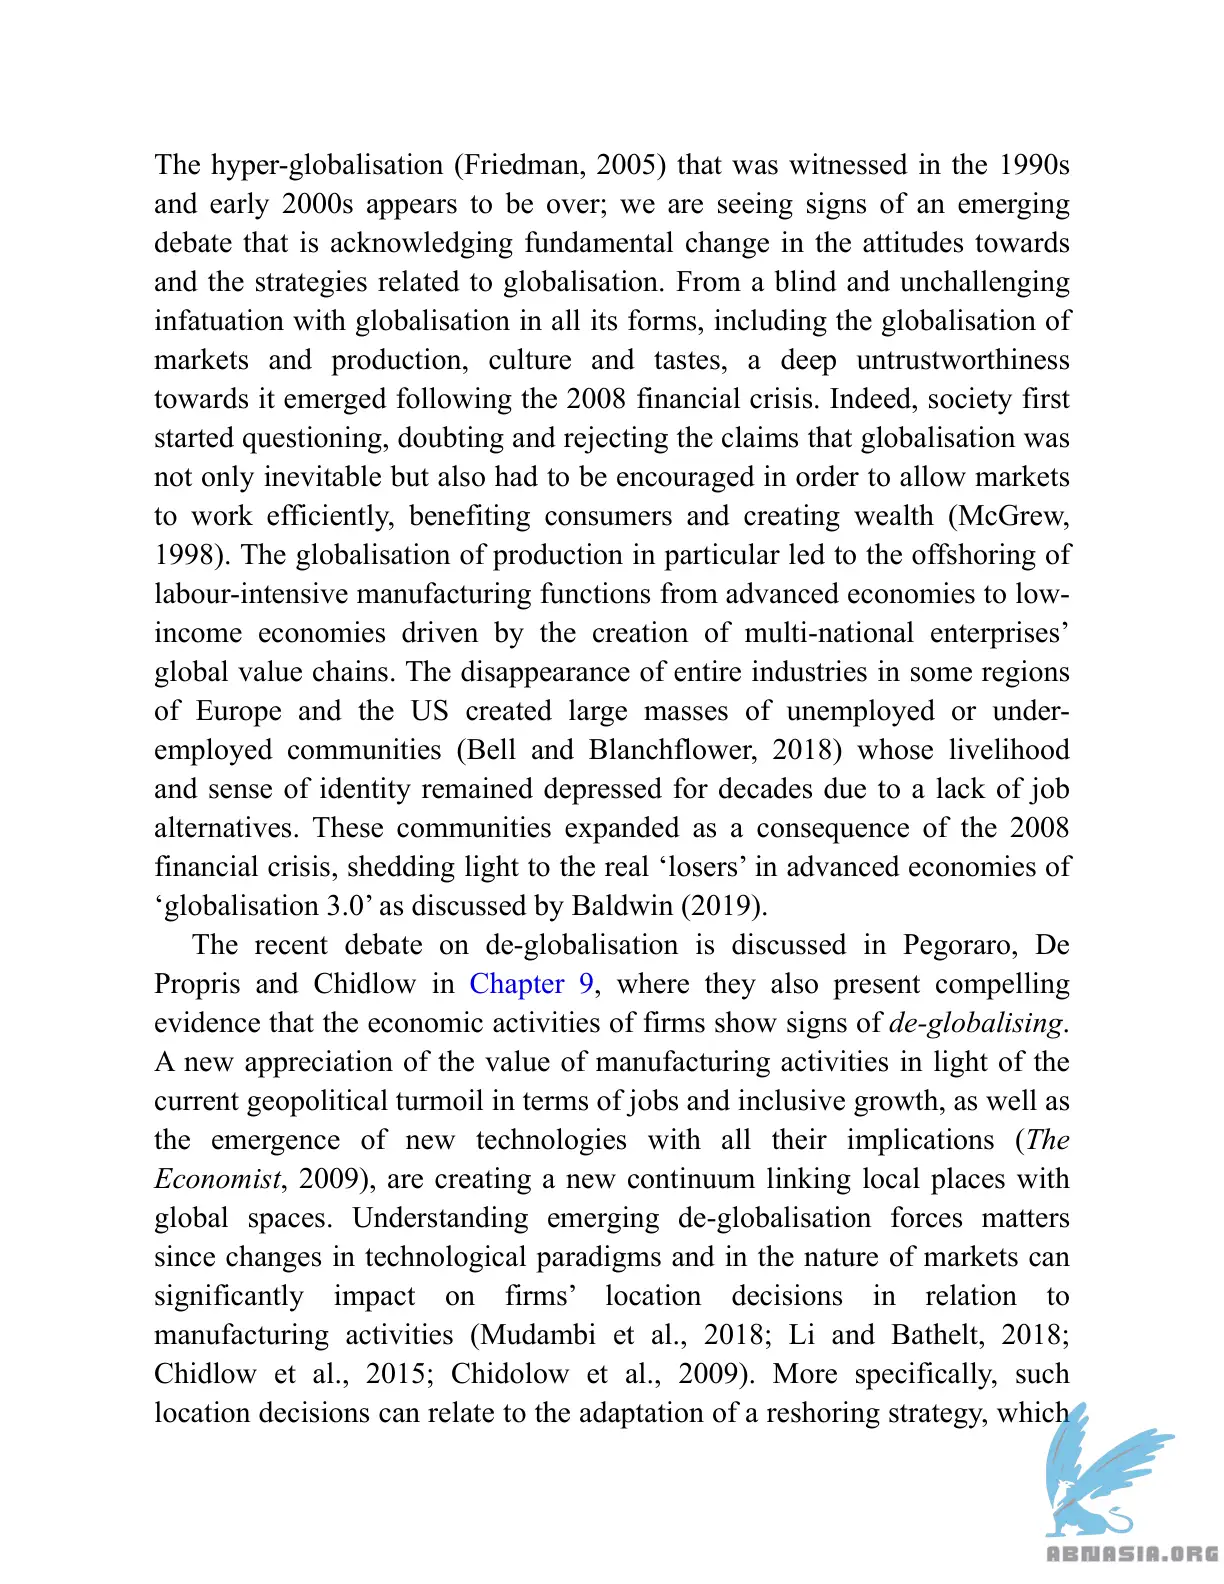 The hyper-globalisation (Friedman, 2005) that was witnessed in the 1990s
and early 2000s appears to be over; we are seeing signs of an emerging
debate that is acknowledging fundamental change in the attitudes towards
and the strategies related to globalisation. From a blind and unchallenging
infatuation with globalisation in all its forms, including the globalisation of
markets and production, culture and tastes, a deep untrustworthiness
towards it emerged following the 2008 financial crisis. Indeed, society first
started questioning, doubting and rejecting the claims that globalisation was
not only inevitable but also had to be encouraged in order to allow markets
to work efficiently, benefiting consumers and creating wealth (McGrew,
1998). The globalisation of production in particular led to the offshoring of
labour-intensive manufacturing functions from advanced economies to low-
income economies driven by the creation of multi-national enterprises’
global value chains. The disappearance of entire industries in some regions
of Europe and the US created large masses of unemployed or under-
employed communities (Bell and Blanchflower, 2018) whose livelihood
and sense of identity remained depressed for decades due to a lack of job
alternatives. These communities expanded as a consequence of the 2008
financial crisis, shedding light to the real ‘losers’ in advanced economies of
‘globalisation 3.0’ as discussed by Baldwin (2019).
The recent debate on de-globalisation is discussed in Pegoraro, De
Propris and Chidlow in Chapter 9, where they also present compelling
evidence that the economic activities of firms show signs of de-globalising.
A new appreciation of the value of manufacturing activities in light of the
current geopolitical turmoil in terms of jobs and inclusive growth, as well as
the emergence of new technologies with all their implications (The
Economist, 2009), are creating a new continuum linking local places with
global spaces. Understanding emerging de-globalisation forces matters
since changes in technological paradigms and in the nature of markets can
significantly impact on firms’ location decisions in relation to
manufacturing activities (Mudambi et al., 2018; Li and Bathelt, 2018;
Chidlow et al., 2015; Chidolow et al., 2009). More specifically, such
location decisions can relate to the adaptation of a reshoring strategy, which
ABNASIA.ORG